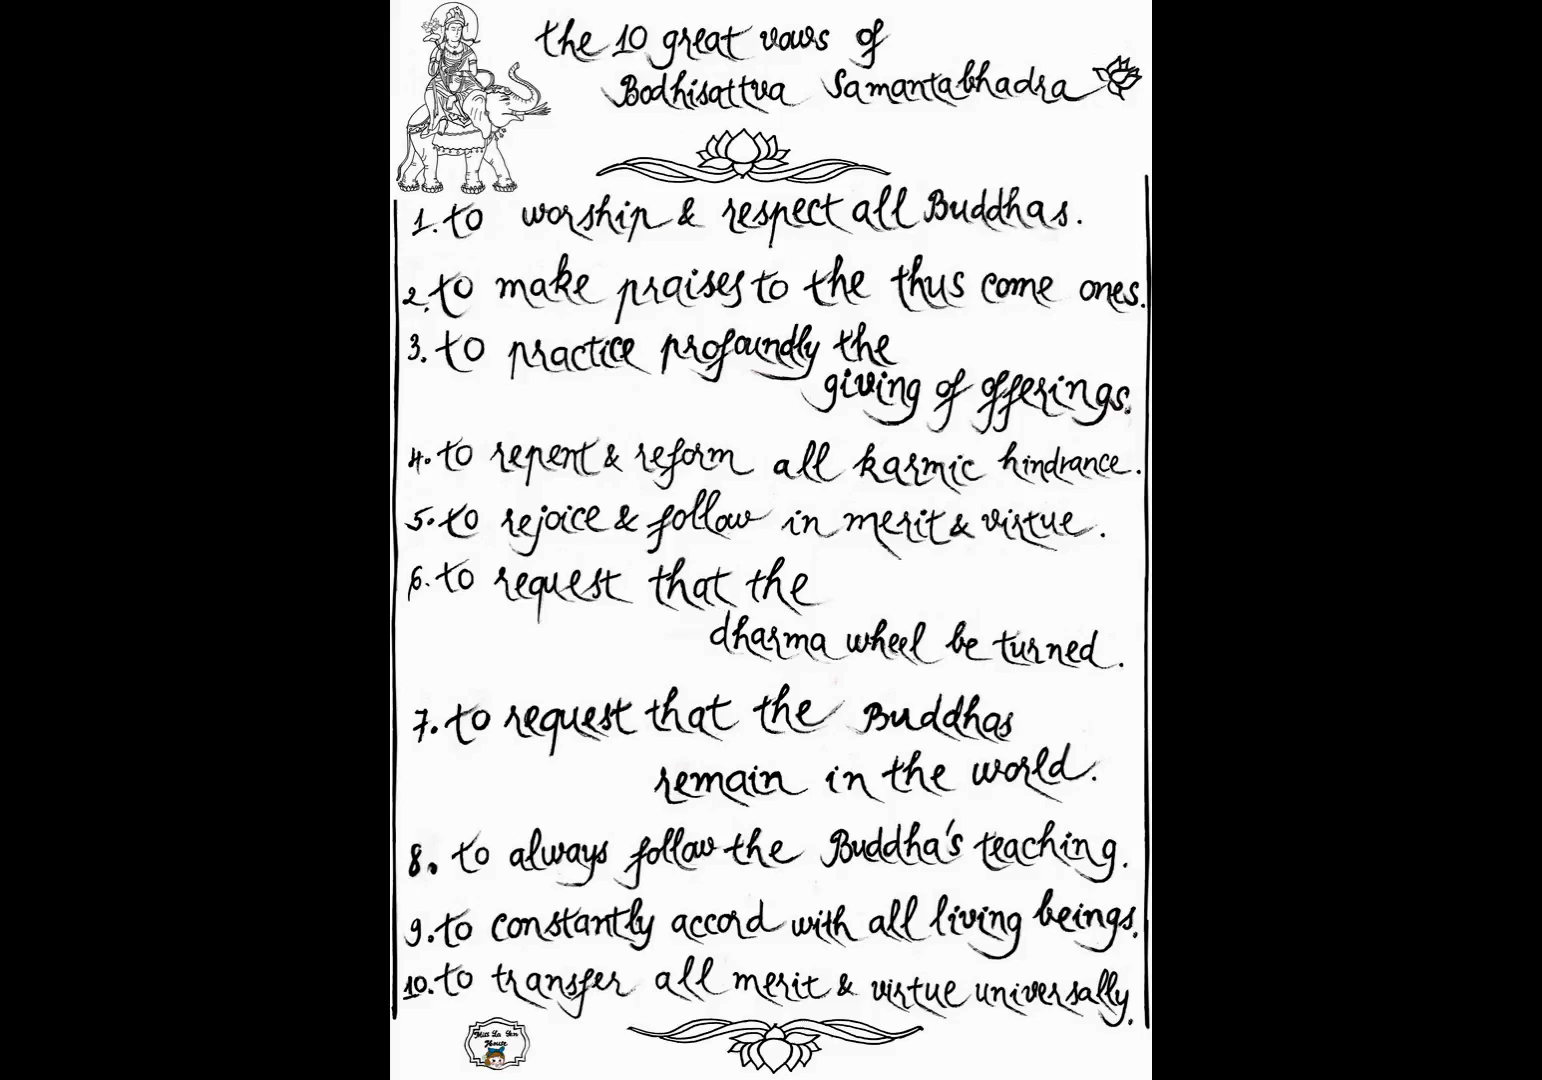 the 10 great vows of
Bodhisattva Samantabhadra
1. to worship & respect all Buddhas.
2. to make praises to the thus come ones.
3. to practice profoundly the
giving of offerings.
4. to repent & reform all karmic hindrance.
5. to rejoice & follow in merit & virtue.
6. to request that the
dharma wheel be turned.
7. to request that the Buddhas
remain in the world.
8. to always follow the Buddha's teaching.
9. to constantly accord with all living beings.
10. to transfer all merit & virtue universally.
House